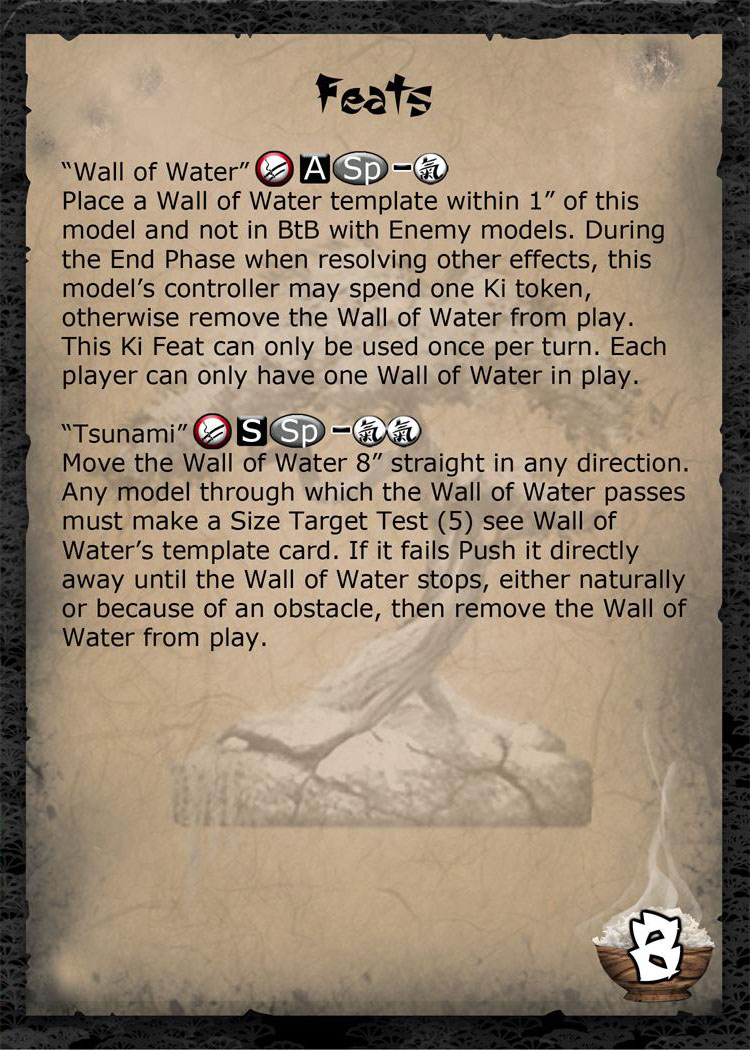 Feats
“Wall of Water” A Sp -氣
Place a Wall of Water template within 1” of this
model and not in BtB with Enemy models. During
the End Phase when resolving other effects, this
model’s controller may spend one Ki token,
otherwise remove the Wall of Water from play.
This Ki Feat can only be used once per turn. Each
player can only have one Wall of Water in play.
“Tsunami” S Sp -氣氣
Move the Wall of Water 8” straight in any direction.
Any model through which the Wall of Water passes
must make a Size Target Test (5) see Wall of
Water’s template card. If it fails Push it directly
away until the Wall of Water stops, either naturally
or because of an obstacle, then remove the Wall of
Water from play.
8